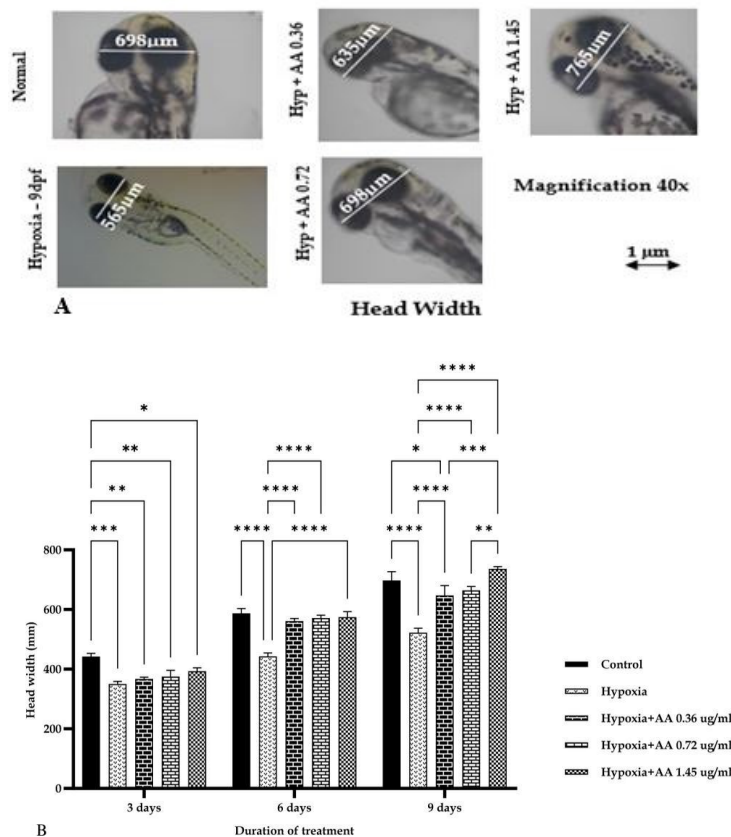 Normal
698µm
Hyp + AA 0.36
635µm
Hyp + AA 1.45
765µm
Hypoxia – 9dpf
565µm
Hyp + AA 0.72
698µm
Magnification 40x
1 µm
A
Head Width
****
****
*
**
****
*
***
**
****
****
***
****
****
****
**
800
600
400
200
0
Head width (mm)
3 days
6 days
9 days
Duration of treatment
Control
Hypoxia
Hypoxia+AA 0.36 ug/ml
Hypoxia+AA 0.72 ug/ml
Hypoxia+AA 1.45 ug/ml
B